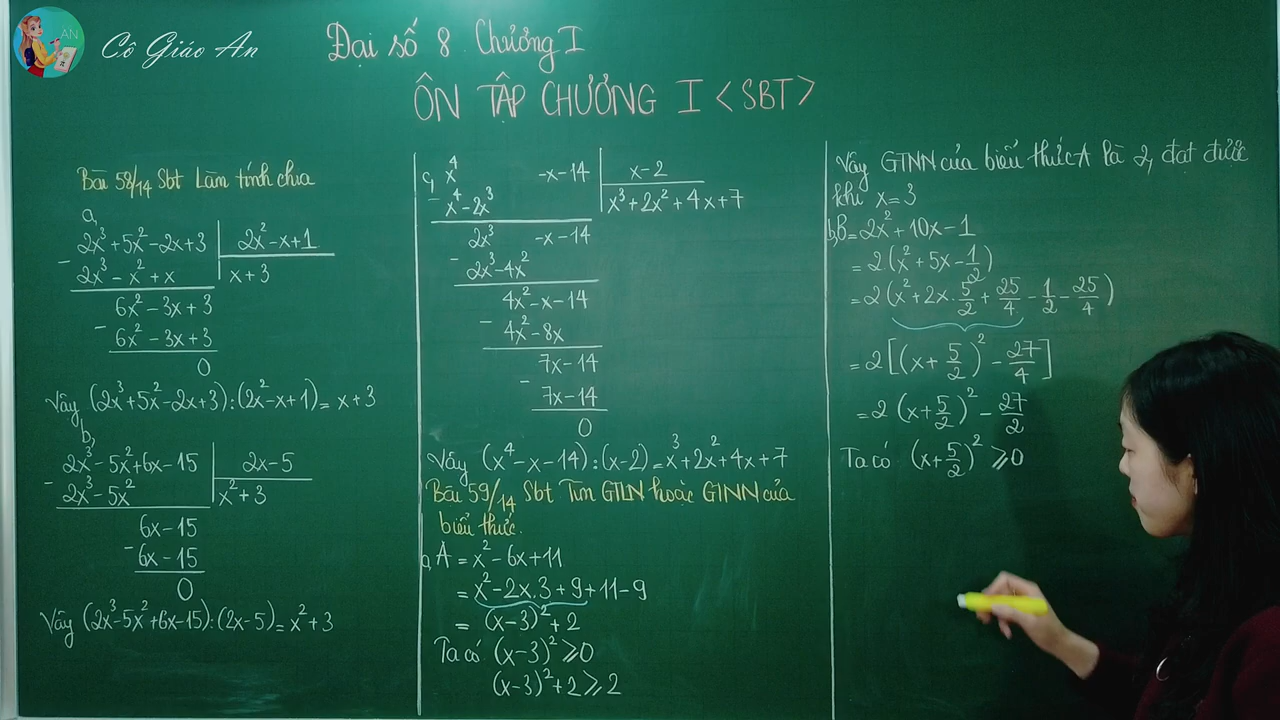 AN
Cô Giáo An
Đại số 8 Chương I
ÔN TẬP CHƯƠNG I <SBT>
Bài 58/14 Sbt Làm tính chia
a,
2x³+5x²-2x+3 | 2x²-x+1
- 2x³-x²+x | x+3
6x²-3x+3
- 6x²-3x+3
0
Vậy (2x³+5x²-2x+3):(2x²-x+1)=x+3
b,
2x³-5x²+6x-15 | 2x-5
- 2x³-5x² | x²+3
6x-15
- 6x-15
0
Vậy (2x³-5x²+6x-15):(2x-5)=x²+3
c, x⁴ -x-14 | x-2
- x⁴-2x³ | x³+2x²+4x+7
2x³ -x-14
- 2x³-4x²
4x²-x-14
- 4x²-8x
7x-14
- 7x-14
0
Vậy (x⁴-x-14):(x-2)=x³+2x²+4x+7
Bài 59/14 Sbt Tìm GTLN hoặc GTNN của
biểu thức.
a, A = x²-6x+11
= x²-2x.3+9+11-9
= (x-3)²+2
Ta có (x-3)²≥0
(x-3)²+2≥2
Vậy GTNN của biểu thức A là 2, đạt được
khi x=3
b, B=2x²+10x-1
= 2(x²+5x-1/2)
= 2(x²+2x.5/2+25/4-1/2-25/4)
= 2[(x+5/2)²-27/4]
= 2(x+5/2)²-27/2
Ta có (x+5/2)²≥0